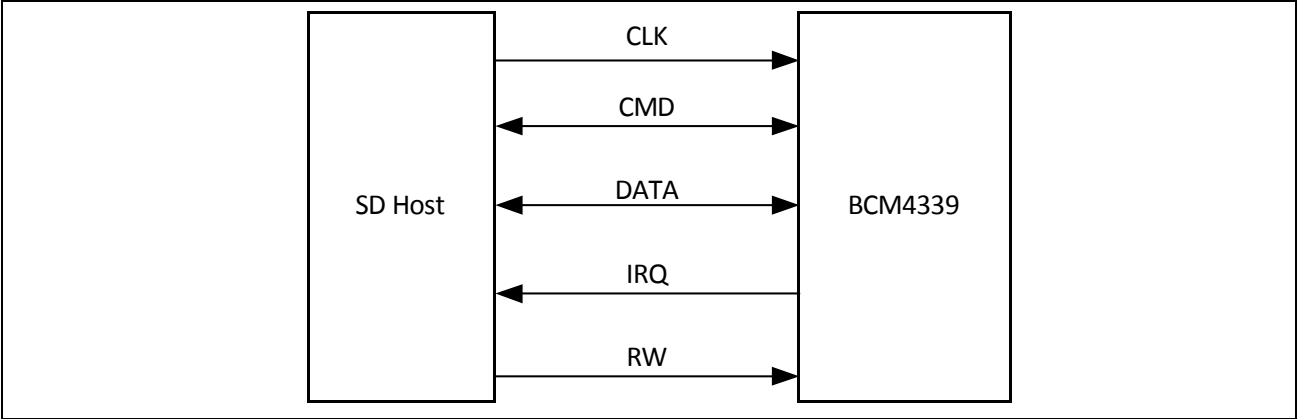 CLK
CMD
DATA
SD Host
BCM4339
IRQ
RW